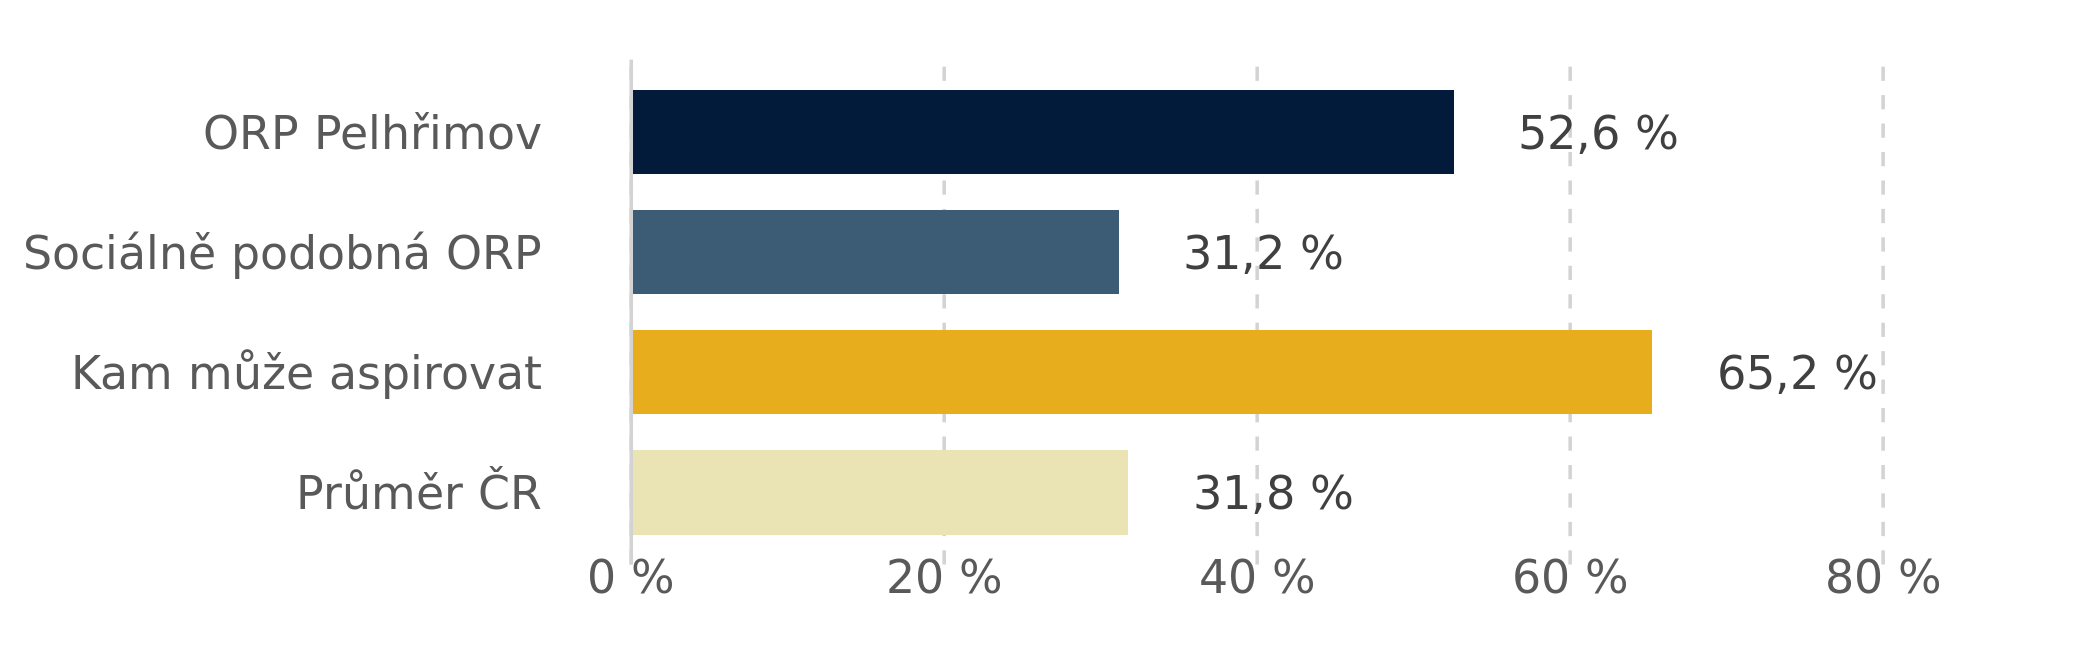 ORP Pelhřimov 52,6 %
Sociálně podobná ORP 31,2 %
Kam může aspirovat 65,2 %
Průměr ČR 31,8 %
0 % 20 % 40 % 60 % 80 %